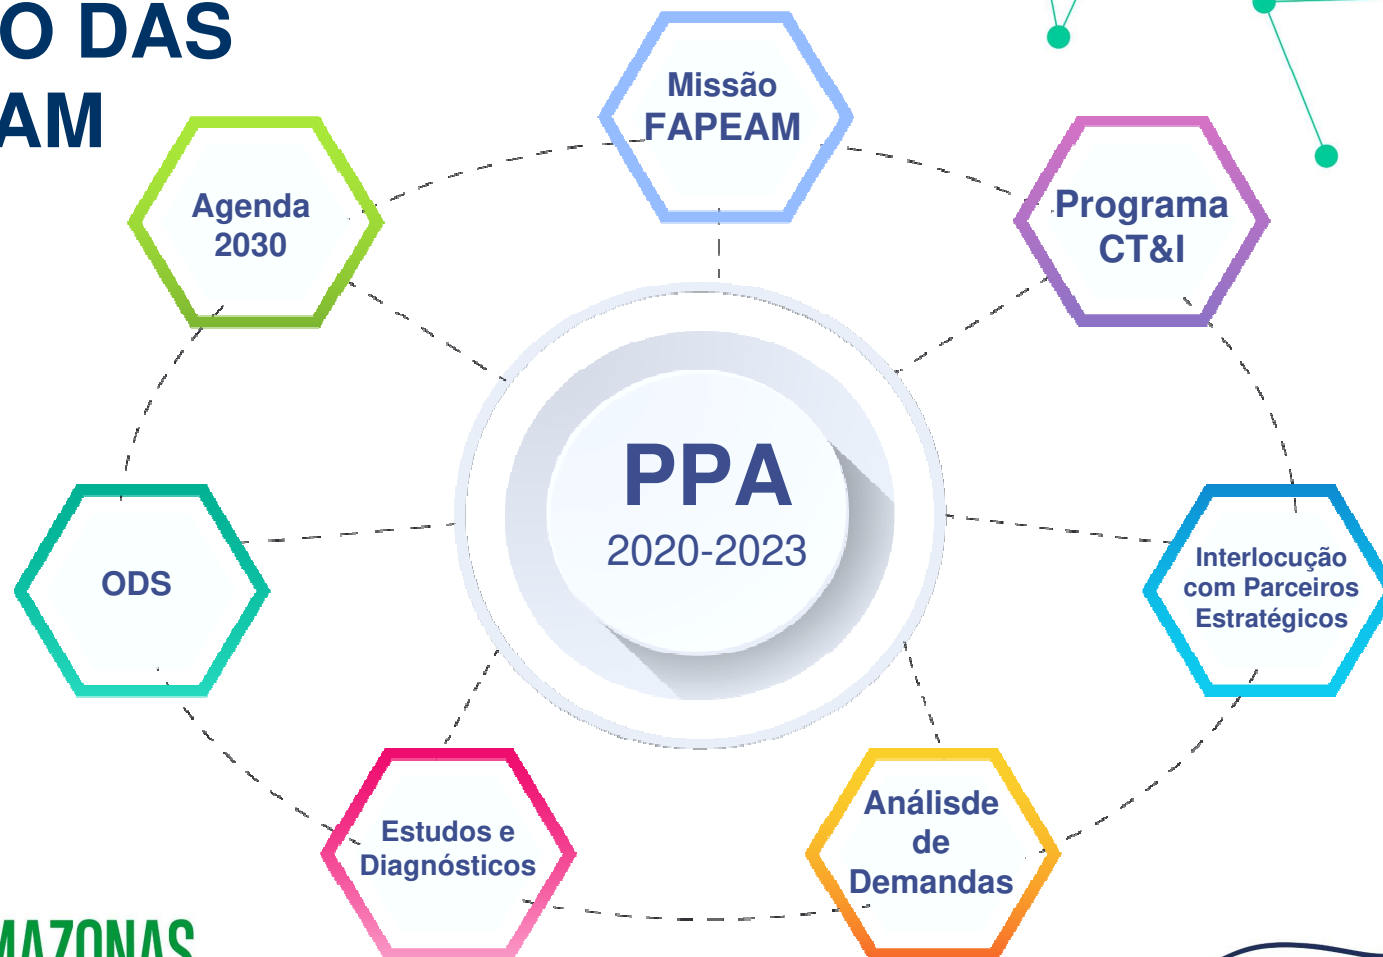 O DAS
AM
Missão
FAPEAM
Agenda
2030
Programa
CT&I
PPA
2020-2023
ODS
Interlocução
com Parceiros
Estratégicos
Estudos e
Diagnósticos
Análisde
de
Demandas
MAZONAS